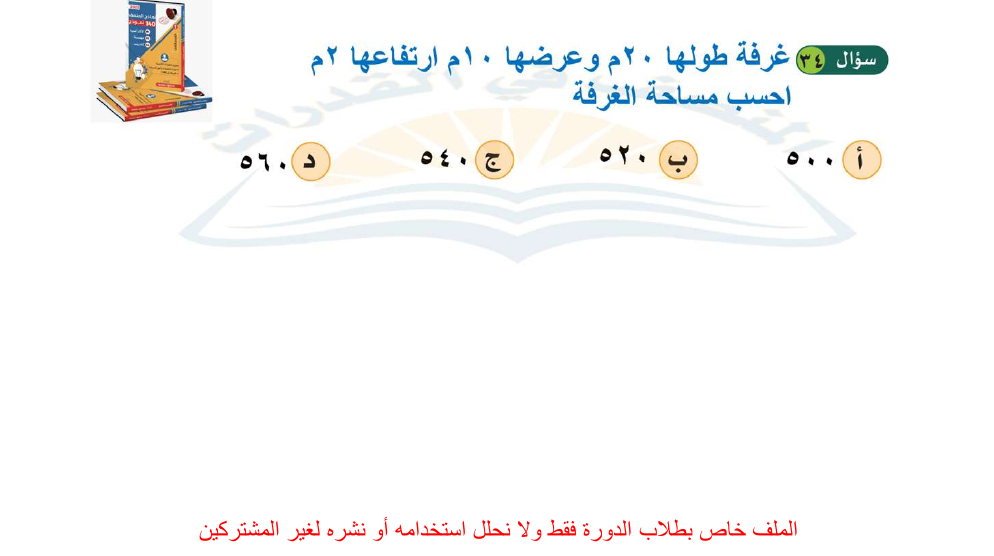 سؤال ٣٤ غرفة طولها ٢٠م وعرضها ١٠م ارتفاعها ٢م
احسب مساحة الغرفة
أ ٥٠٠ ب ٥٢٠ ج ٥٤٠ د ٥٦٠
الملف خاص بطلاب الدورة فقط ولا نحلل استخدامه أو نشره لغير المشتركين